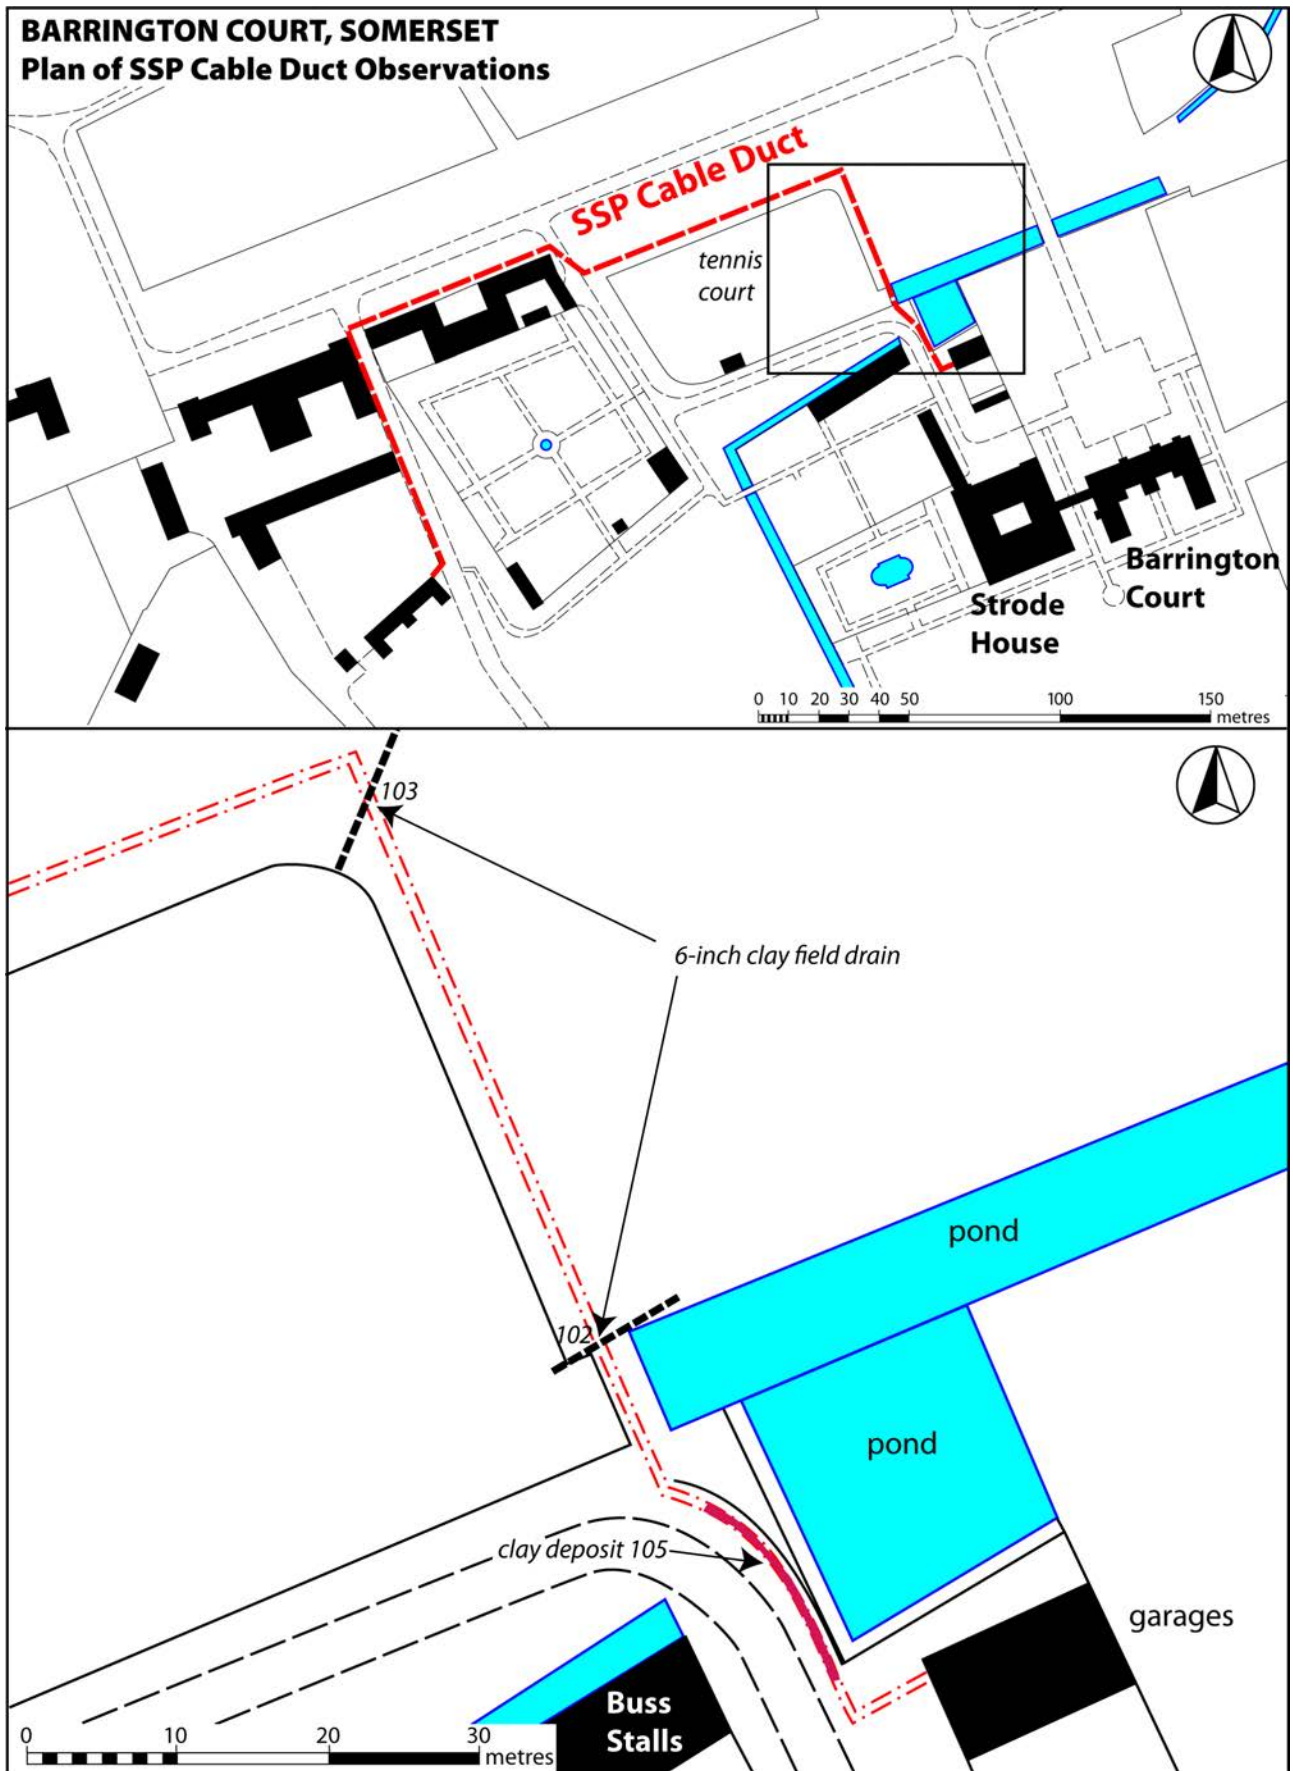 BARRINGTON COURT, SOMERSET
Plan of SSP Cable Duct Observations
SSP Cable Duct
tennis
court
Barrington
Court
Strode
House
0 10 20 30 40 50 100 150
metres
103
6-inch clay field drain
pond
102
pond
clay deposit 105
garages
Buss
Stalls
0 10 20 30
metres